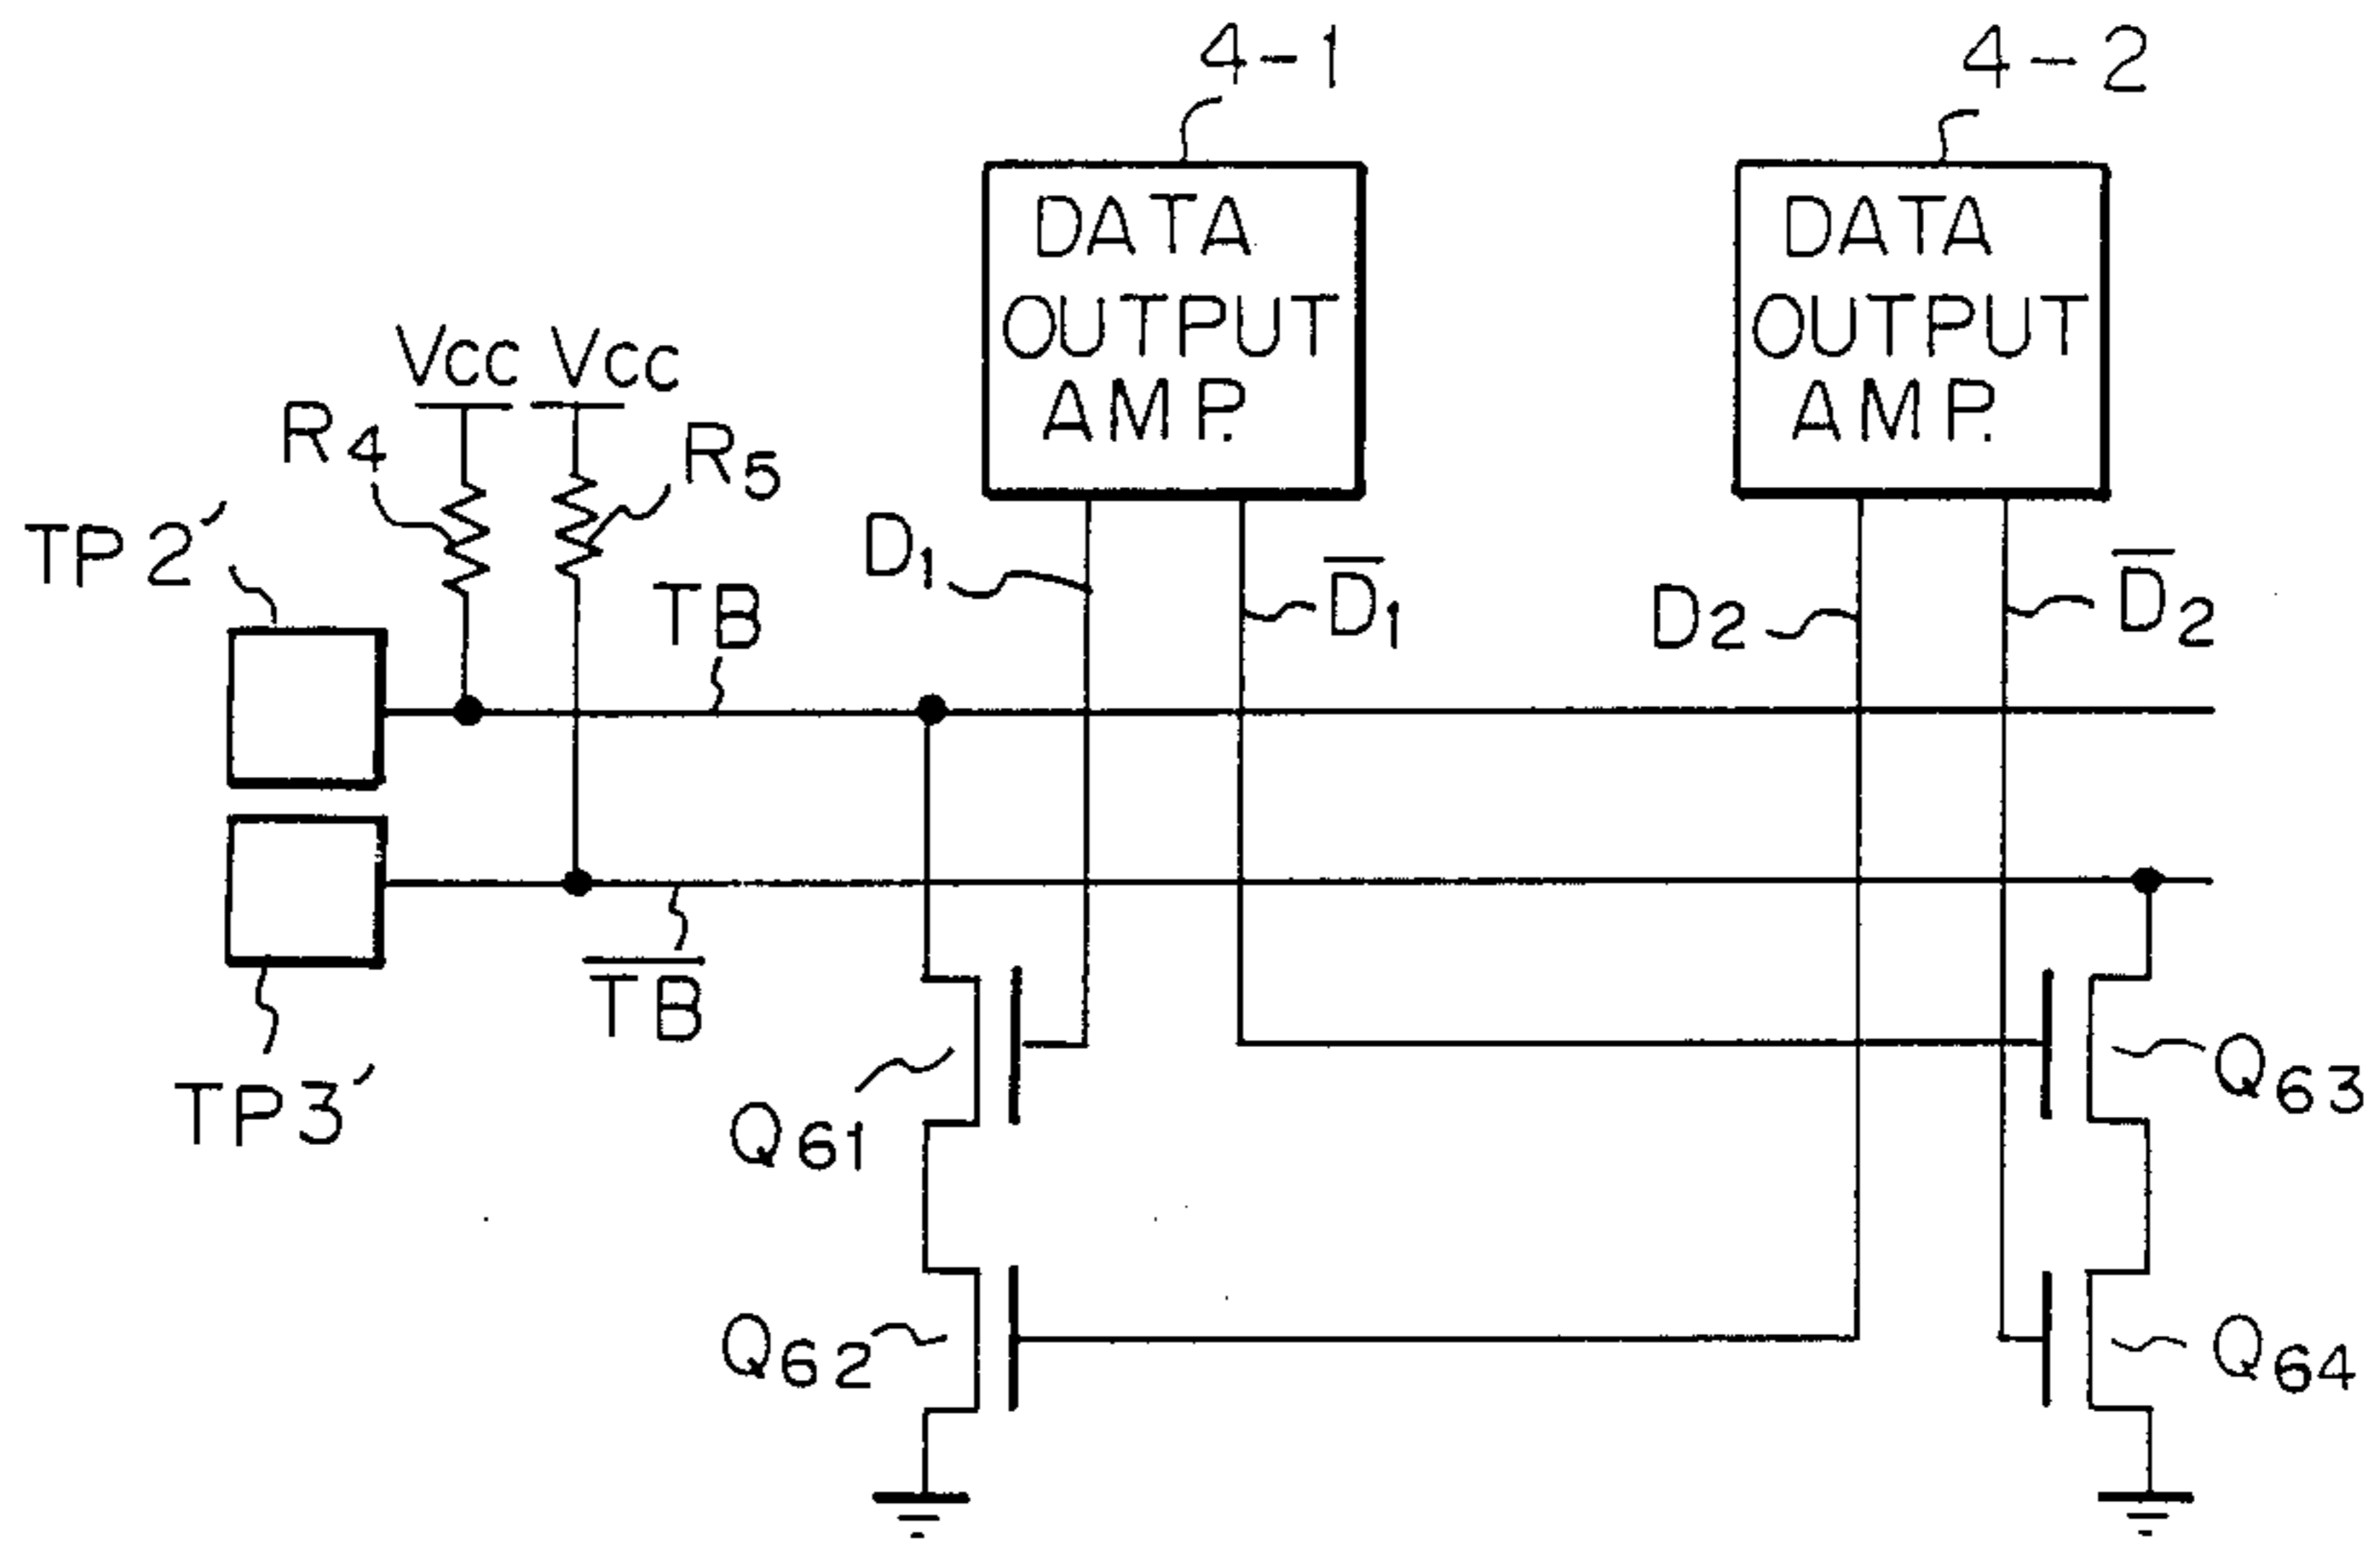 4-1
4-2
DATA
OUTPUT
AMP.
DATA
OUTPUT
AMP.
Vcc
Vcc
R4
R5
TP2′
TB
D1
D̅1
D2
D̅2
T̅B̅
TP3′
Q61
Q63
Q62
Q64